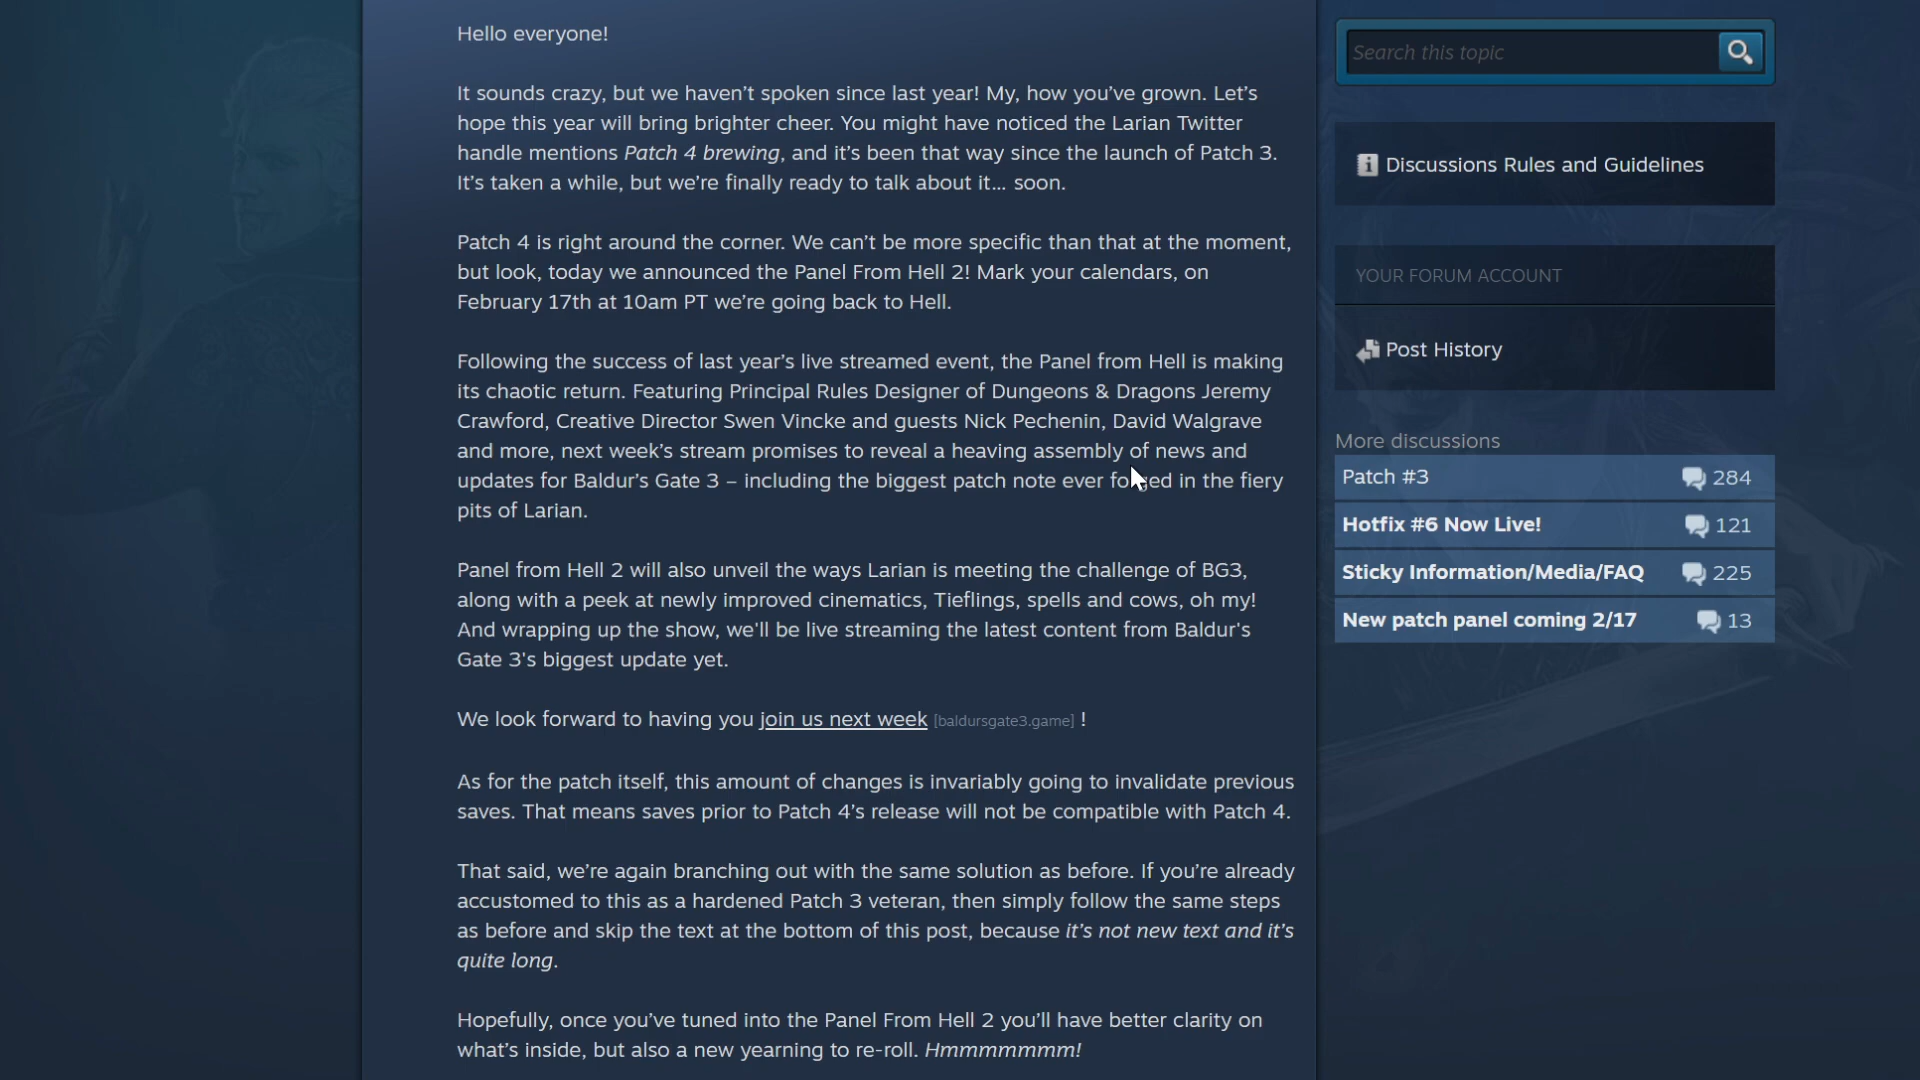 Hello everyone!
It sounds crazy, but we haven't spoken since last year! My, how you've grown. Let's
hope this year will bring brighter cheer. You might have noticed the Larian Twitter
handle mentions Patch 4 brewing, and it's been that way since the launch of Patch 3.
It's taken a while, but we're finally ready to talk about it... soon.
Patch 4 is right around the corner. We can't be more specific than that at the moment,
but look, today we announced the Panel From Hell 2! Mark your calendars, on
February 17th at 10am PT we're going back to Hell.
Following the success of last year's live streamed event, the Panel from Hell is making
its chaotic return. Featuring Principal Rules Designer of Dungeons & Dragons Jeremy
Crawford, Creative Director Swen Vincke and guests Nick Pechenin, David Walgrave
and more, next week's stream promises to reveal a heaving assembly of news and
updates for Baldur's Gate 3 – including the biggest patch note ever forged in the fiery
pits of Larian.
Panel from Hell 2 will also unveil the ways Larian is meeting the challenge of BG3,
along with a peek at newly improved cinematics, Tieflings, spells and cows, oh my!
And wrapping up the show, we'll be live streaming the latest content from Baldur's
Gate 3's biggest update yet.
We look forward to having you join us next week [baldursgate3.game] !
As for the patch itself, this amount of changes is invariably going to invalidate previous
saves. That means saves prior to Patch 4's release will not be compatible with Patch 4.
That said, we're again branching out with the same solution as before. If you're already
accustomed to this as a hardened Patch 3 veteran, then simply follow the same steps
as before and skip the text at the bottom of this post, because it's not new text and it's
quite long.
Hopefully, once you've tuned into the Panel From Hell 2 you'll have better clarity on
what's inside, but also a new yearning to re-roll. Hmmmmmmm!
Search this topic
Discussions Rules and Guidelines
YOUR FORUM ACCOUNT
Post History
More discussions
Patch #3 284
Hotfix #6 Now Live! 121
Sticky Information/Media/FAQ 225
New patch panel coming 2/17 13